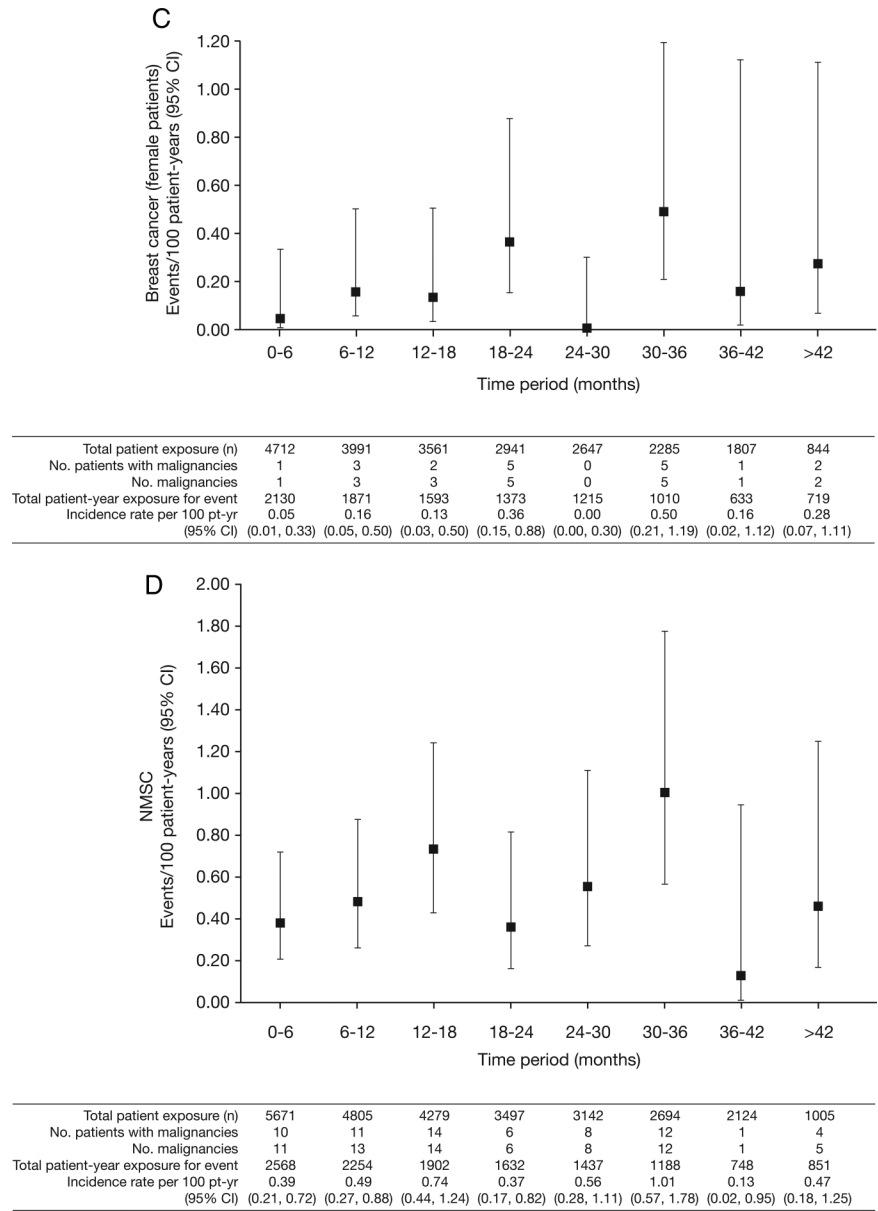 C
Breast cancer (female patients)
Events/100 patient-years (95% CI)
1.20
1.00
0.80
0.60
0.40
0.20
0.00
0-6 6-12 12-18 18-24 24-30 30-36 36-42 >42
Time period (months)
Total patient exposure (n) 4712 3991 3561 2941 2647 2285 1807 844
No. patients with malignancies 1 3 2 5 0 5 1 2
No. malignancies 1 3 3 5 0 5 1 2
Total patient-year exposure for event 2130 1871 1593 1373 1215 1010 633 719
Incidence rate per 100 pt-yr 0.05 0.16 0.13 0.36 0.00 0.50 0.16 0.28
(95% CI) (0.01, 0.33) (0.05, 0.50) (0.03, 0.50) (0.15, 0.88) (0.00, 0.30) (0.21, 1.19) (0.02, 1.12) (0.07, 1.11)
D
NMSC
Events/100 patient-years (95% CI)
2.00
1.80
1.60
1.40
1.20
1.00
0.80
0.60
0.40
0.20
0.00
0-6 6-12 12-18 18-24 24-30 30-36 36-42 >42
Time period (months)
Total patient exposure (n) 5671 4805 4279 3497 3142 2694 2124 1005
No. patients with malignancies 10 11 14 6 8 12 1 4
No. malignancies 11 13 14 6 8 12 1 5
Total patient-year exposure for event 2568 2254 1902 1632 1437 1188 748 851
Incidence rate per 100 pt-yr 0.39 0.49 0.74 0.37 0.56 1.01 0.13 0.47
(95% CI) (0.21, 0.72) (0.27, 0.88) (0.44, 1.24) (0.17, 0.82) (0.28, 1.11) (0.57, 1.78) (0.02, 0.95) (0.18, 1.25)